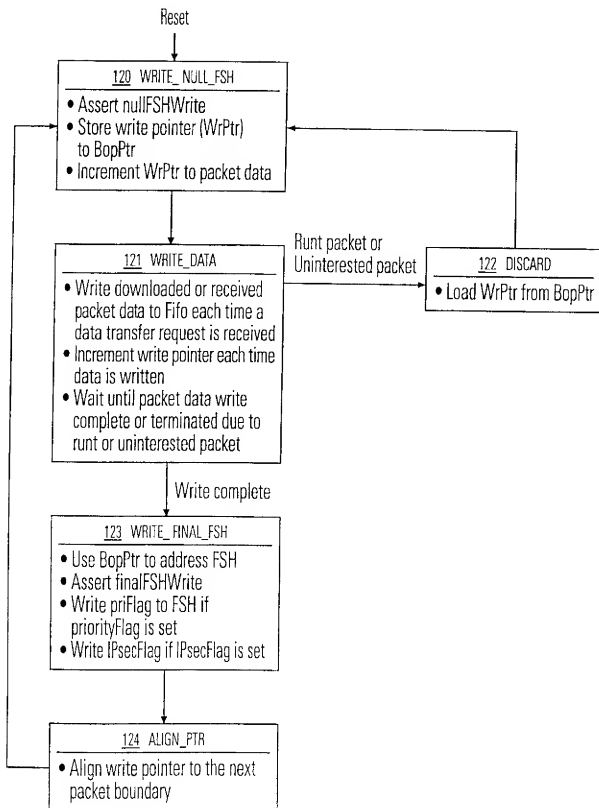 Reset
120 WRITE_NULL_FSH
• Assert nullFSHWrite
• Store write pointer (WrPtr)
to BopPtr
• Increment WrPtr to packet data
121 WRITE_DATA
• Write downloaded or received
packet data to Fifo each time a
data transfer request is received
• Increment write pointer each time
data is written
• Wait until packet data write
complete or terminated due to
runt or uninterested packet
Runt packet or
Uninterested packet
122 DISCARD
• Load WrPtr from BopPtr
Write complete
123 WRITE_FINAL_FSH
• Use BopPtr to address FSH
• Assert finalFSHWrite
• Write priFlag to FSH if
priorityFlag is set
• Write IPsecFlag if IPsecFlag is set
124 ALIGN_PTR
• Align write pointer to the next
packet boundary